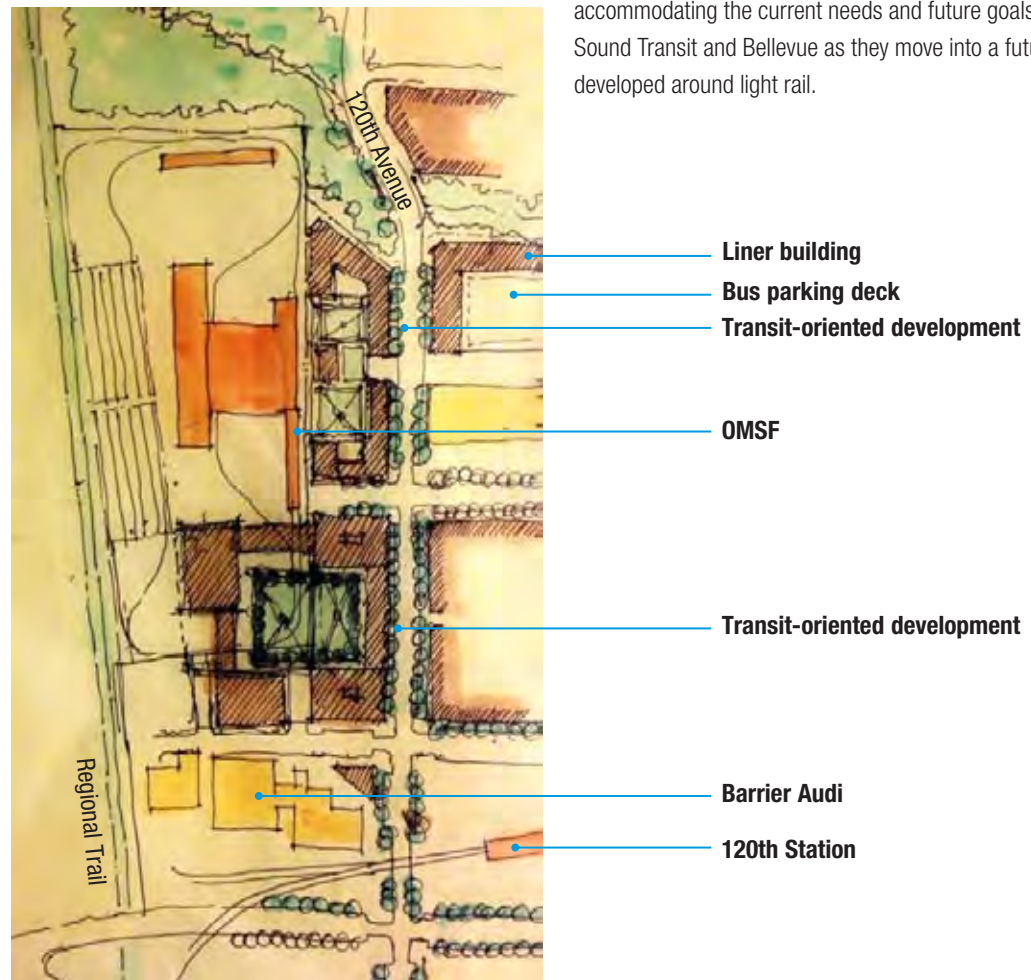 accommodating the current needs and future goals
Sound Transit and Bellevue as they move into a
developed around light rail.
120th Avenue
Liner building
Bus parking deck
Transit-oriented development
OMSF
Transit-oriented development
Regional Trail
Barrier Audi
120th Station